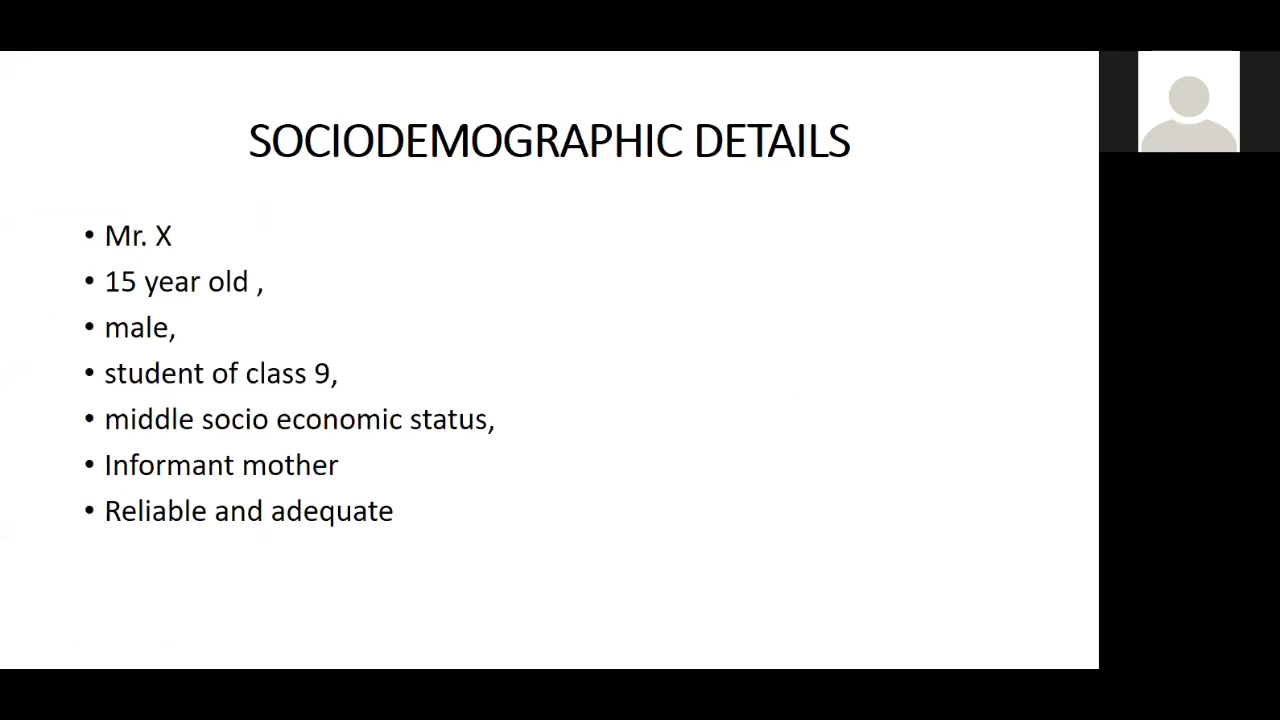 SOCIODEMOGRAPHIC DETAILS
• Mr. X
• 15 year old ,
• male,
• student of class 9,
• middle socio economic status,
• Informant mother
• Reliable and adequate